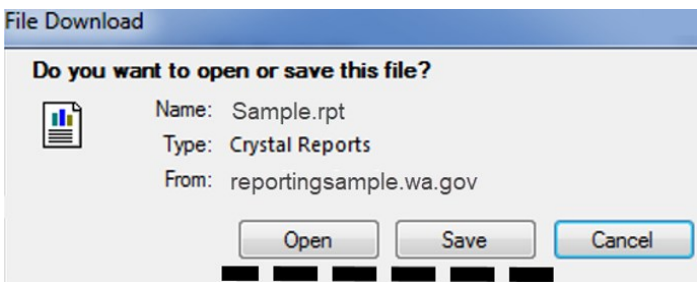 File Download
Do you want to open or save this file?
Name: Sample.rpt
Type: Crystal Reports
From: reportingsample.wa.gov
Open Save Cancel